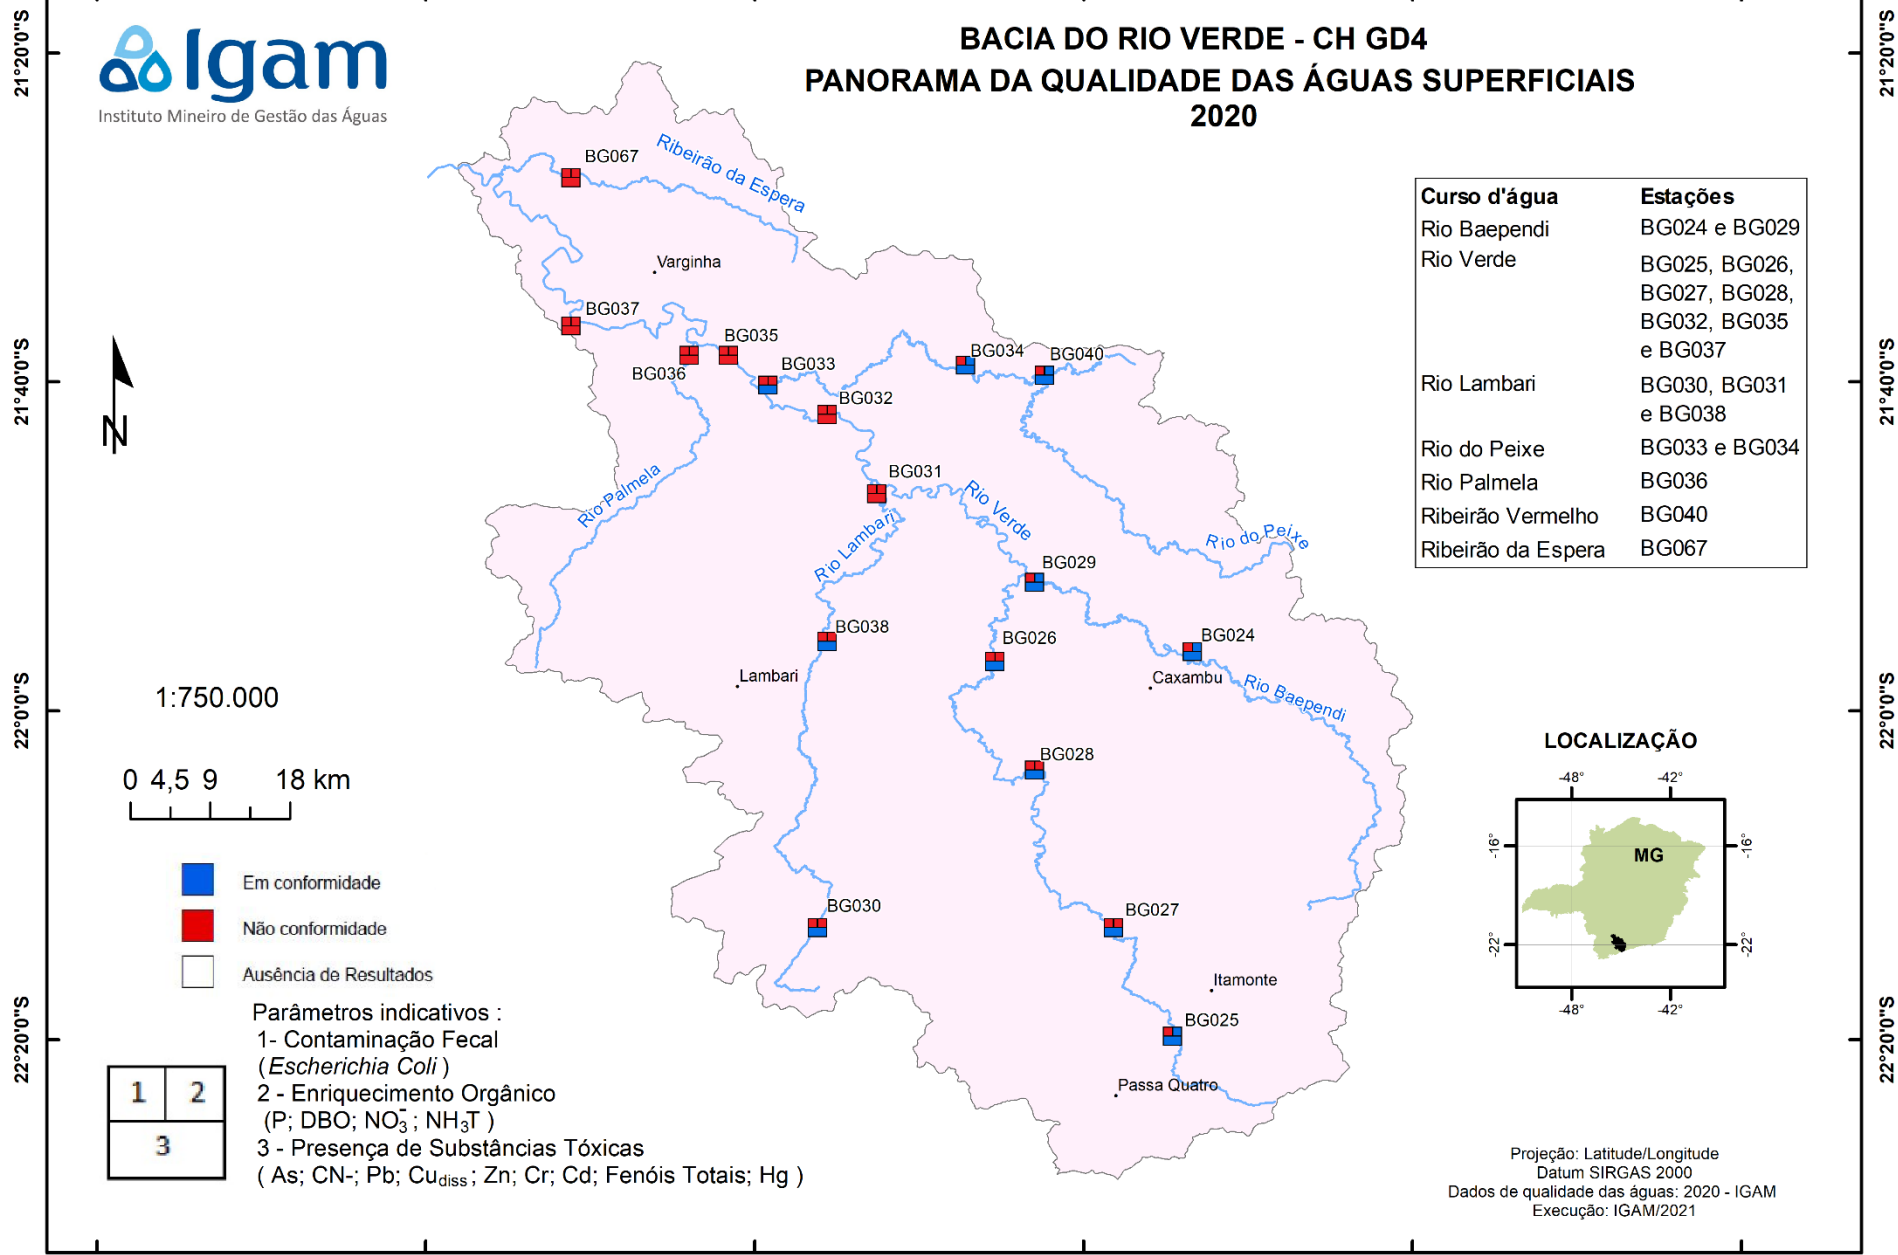 21°20'0"S
Igam
Instituto Mineiro de Gestão das Águas
BACIA DO RIO VERDE - CH GD4
PANORAMA DA QUALIDADE DAS ÁGUAS SUPERFICIAIS
2020
21°20'0"S
BG067
Ribeirão da Espera
Varginha
BG037
BG035
BG036
BG033
BG034
BG040
BG032
BG031
Rio Palmela
Rio Verde
Rio Lambari
Rio do Peixe
BG029
BG038
BG026
BG024
Lambari
Caxambu
Rio Baependi
BG028
BG030
BG027
Itamonte
BG025
Passa Quatro
Curso d'água Estações
Rio Baependi BG024 e BG029
Rio Verde BG025, BG026,
BG027, BG028,
BG032, BG035
e BG037
Rio Lambari BG030, BG031
e BG038
Rio do Peixe BG033 e BG034
Rio Palmela BG036
Ribeirão Vermelho BG040
Ribeirão da Espera BG067
21°40'0"S
21°40'0"S
N
22°0'0"S
22°0'0"S
1:750.000
0 4,5 9 18 km
Em conformidade
Não conformidade
Ausência de Resultados
Parâmetros indicativos :
1- Contaminação Fecal
(Escherichia Coli )
2 - Enriquecimento Orgânico
(P; DBO; NO₃⁻; NH₃T )
3 - Presença de Substâncias Tóxicas
( As; CN-; Pb; Cudiss ; Zn; Cr; Cd; Fenóis Totais; Hg )
1 2
3
LOCALIZAÇÃO
-48° -42°
-16° -16°
MG
-22° -22°
-48° -42°
22°20'0"S
22°20'0"S
Projeção: Latitude/Longitude
Datum SIRGAS 2000
Dados de qualidade das águas: 2020 - IGAM
Execução: IGAM/2021